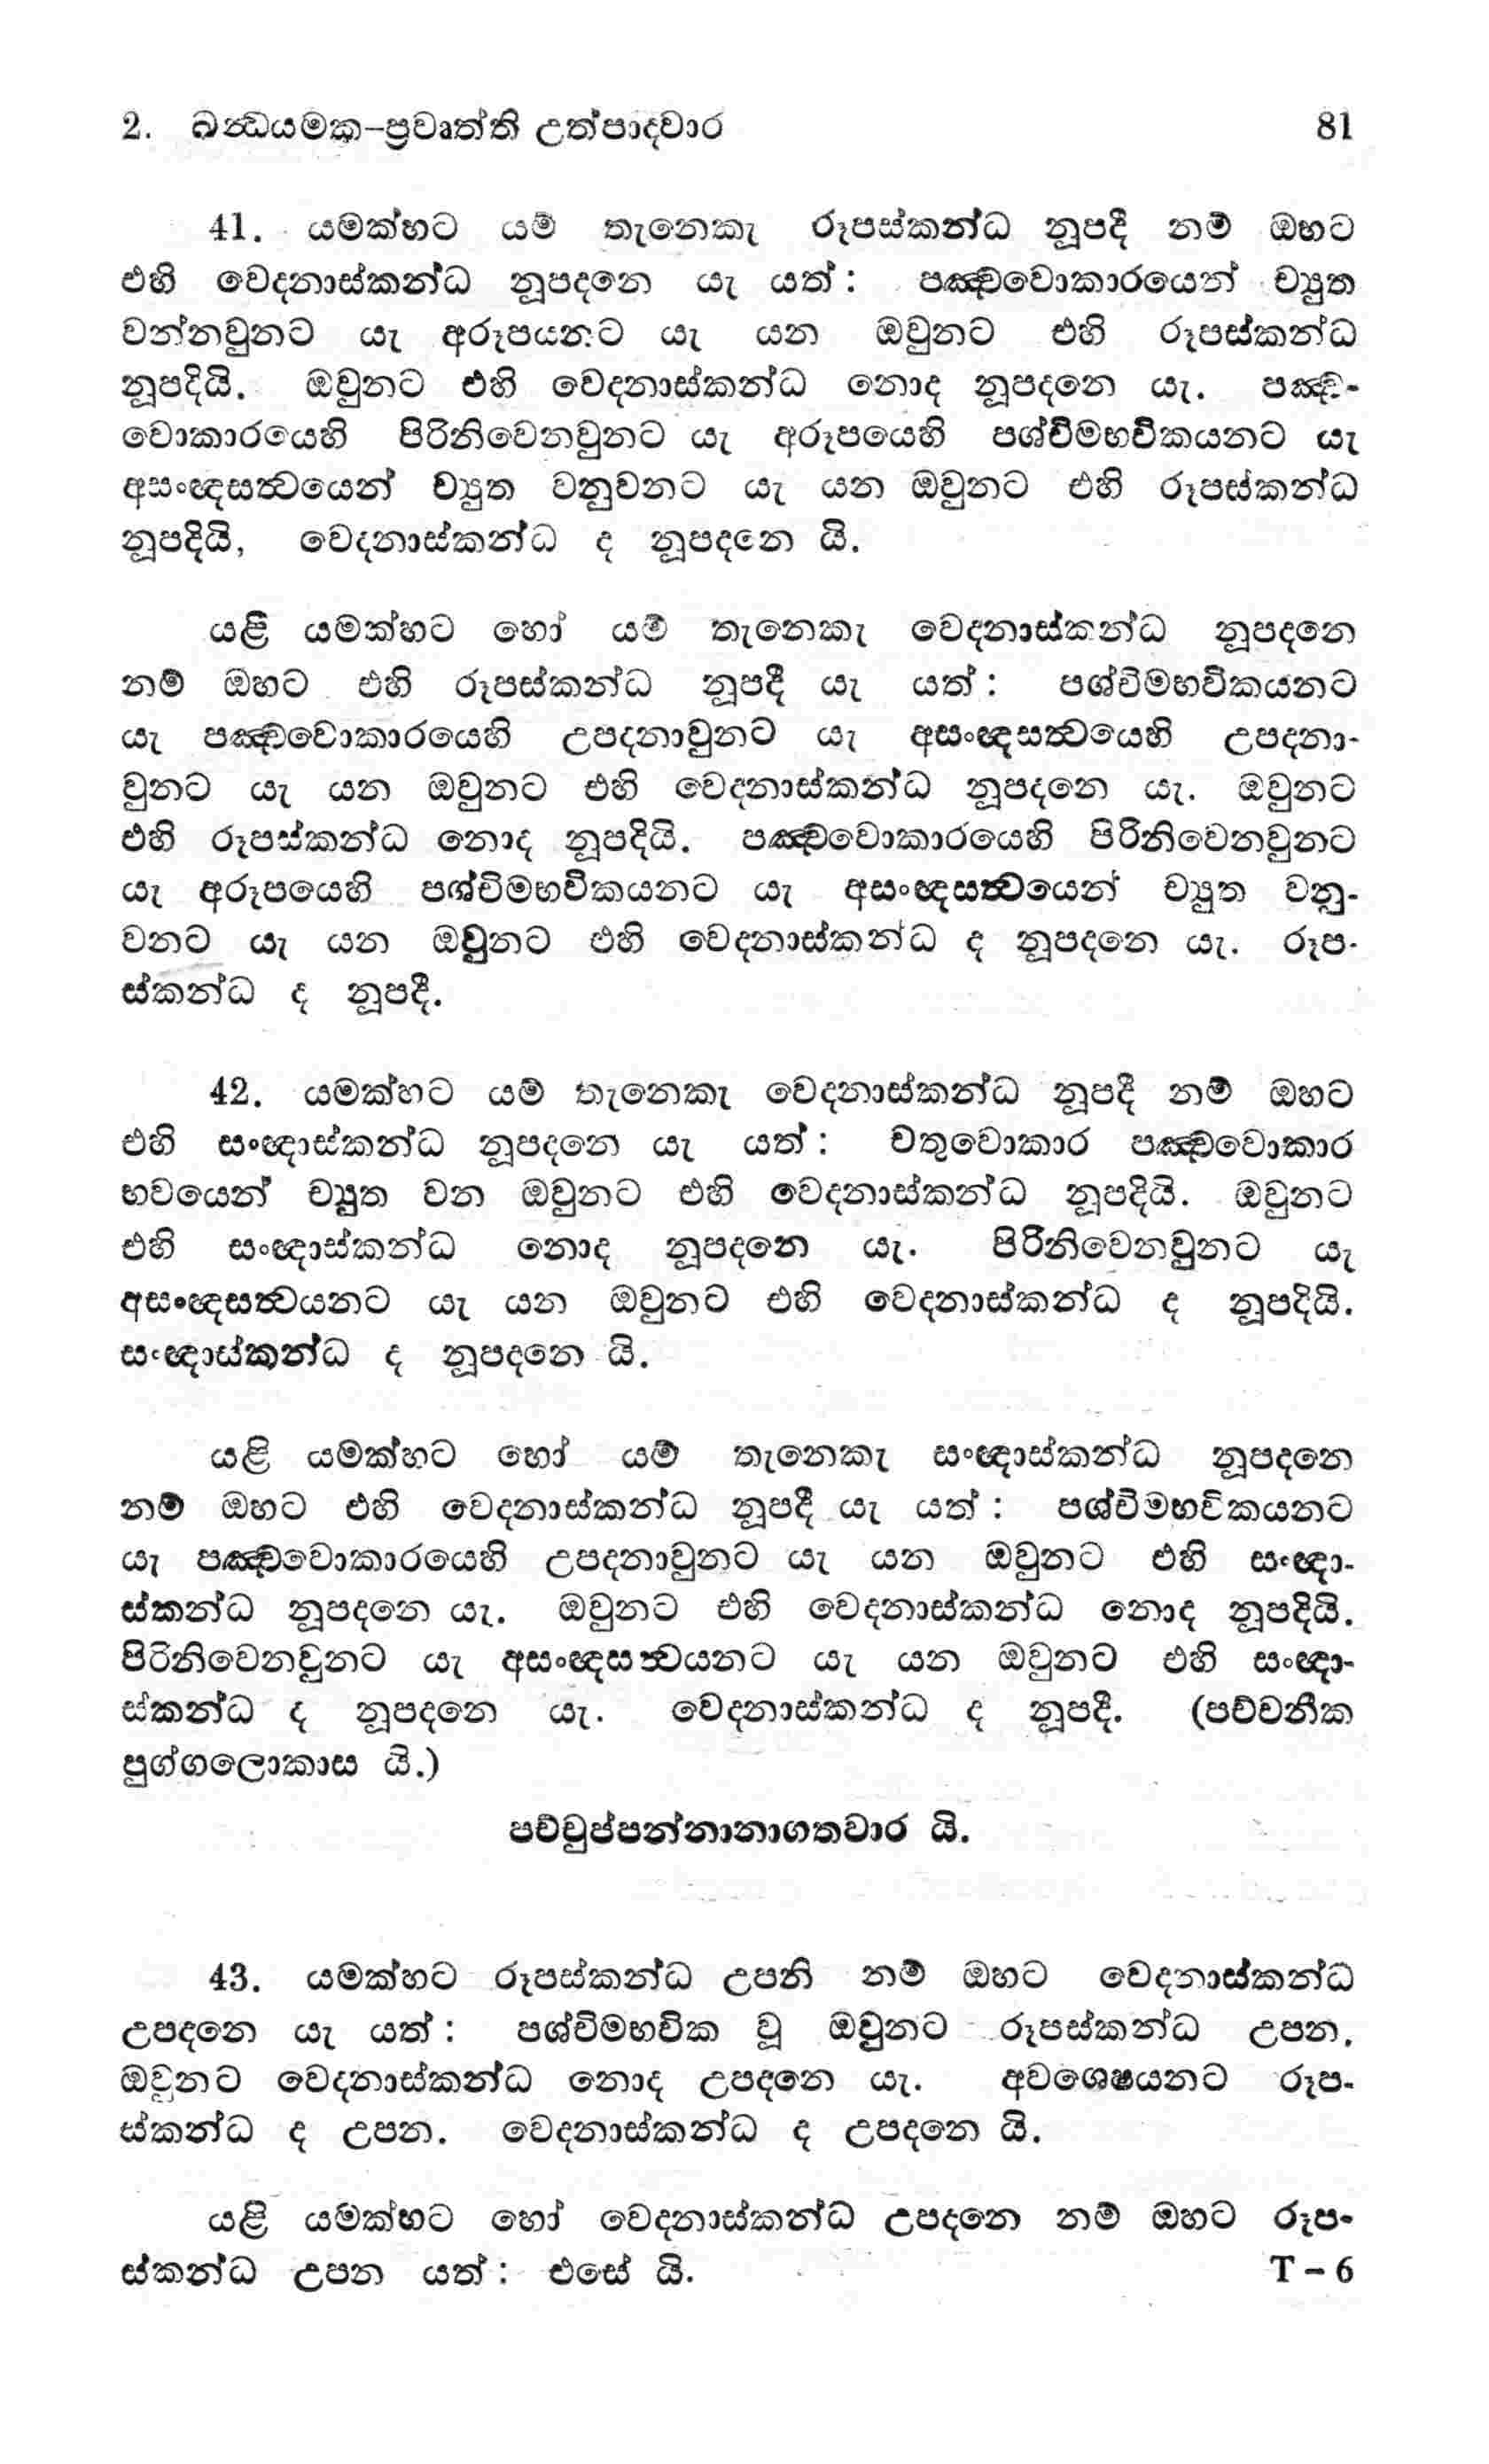 2. ඛන්ධයමක-ප්‍රවෘත්ති උත්පාදවාර 81
41. යමක්හට යම් තැනෙකැ රූපස්කන්ධ නූපදී නම් ඔහට
එහි වෙදනාස්කන්ධ නූපදනෙ යැ යත්: පඤ්චවොකාරයෙන් ච්‍යුත
වන්නවුනට යැ අරූපයනට යැ යන ඔවුනට එහි රූපස්කන්ධ
නූපදියි. ඔවුනට එහි වෙදනාස්කන්ධ නොද නූපදනෙ යැ. පඤ්ච-
වොකාරයෙහි පිරිනිවෙනවුනට යැ අරූපයෙහි පශ්චිමභවිකයනට යැ
අසංඥසත්‍වයෙන් ච්‍යුත වනුවනට යැ යන ඔවුනට එහි රූපස්කන්ධ
නූපදියි, වෙදනාස්කන්ධ ද නූපදනෙ යි.
යළි යමක්හට හෝ යම් තැනෙකැ වෙදනාස්කන්ධ නූපදනෙ
නම් ඔහට එහි රූපස්කන්ධ නූපදී යැ යත්: පශ්චිමභවිකයනට
යැ පඤ්චවොකාරයෙහි උපදනාවුනට යැ අසංඥසත්‍වයෙහි උපදනා-
වුනට යැ යන ඔවුනට එහි වෙදනාස්කන්ධ නූපදනෙ යැ. ඔවුනට
එහි රූපස්කන්ධ නොද නූපදියි. පඤ්චවොකාරයෙහි පිරිනිවෙනවුනට
යැ අරූපයෙහි පශ්චිමභවිකයනට යැ අසංඥසත්‍වයෙන් ච්‍යුත වනු-
වනට යැ යන ඔවුනට එහි වෙදනාස්කන්ධ ද නූපදනෙ යැ. රූප-
ස්කන්ධ ද නූපදී.
42. යමක්හට යම් තැනෙකැ වෙදනාස්කන්ධ නූපදී නම් ඔහට
එහි සංඥාස්කන්ධ නූපදනෙ යැ යත්: චතුවොකාර පඤ්චවොකාර
භවයෙන් ච්‍යුත වන ඔවුනට එහි වෙදනාස්කන්ධ නූපදියි. ඔවුනට
එහි සංඥාස්කන්ධ නොද නූපදනෙ යැ. පිරිනිවෙනවුනට යැ
අසංඥසත්‍වයනට යැ යන ඔවුනට එහි වෙදනාස්කන්ධ ද නූපදියි.
සංඥාස්කන්ධ ද නූපදනෙ යි.
යළි යමක්හට හෝ යම් තැනෙකැ සංඥාස්කන්ධ නූපදනෙ
නම් ඔහට එහි වෙදනාස්කන්ධ නූපදී යැ යත්: පශ්චිමභවිකයනට
යැ පඤ්චවොකාරයෙහි උපදනාවුනට යැ යන ඔවුනට එහි සංඥා-
ස්කන්ධ නූපදනෙ යැ. ඔවුනට එහි වෙදනාස්කන්ධ නොද නූපදියි.
පිරිනිවෙනවුනට යැ අසංඥසත්‍වයනට යැ යන ඔවුනට එහි සංඥා-
ස්කන්ධ ද නූපදනෙ යැ. වෙදනාස්කන්ධ ද නූපදී. (පච්චනීක
පුග්ගලොකාස යි.)
පච්චුප්පන්නානාගතවාර යි.
43. යමක්හට රූපස්කන්ධ උපනි නම් ඔහට වෙදනාස්කන්ධ
උපදනෙ යැ යත්: පශ්චිමභවික වූ ඔවුනට රූපස්කන්ධ උපන.
ඔවුනට වෙදනාස්කන්ධ නොද උපදනෙ යැ. අවශෙෂයනට රූප-
ස්කන්ධ ද උපන. වෙදනාස්කන්ධ ද උපදනෙ යි.
යළි යමක්හට හෝ වෙදනාස්කන්ධ උපදනෙ නම් ඔහට රූප-
ස්කන්ධ උපන යත්: එසේ යි. T-6